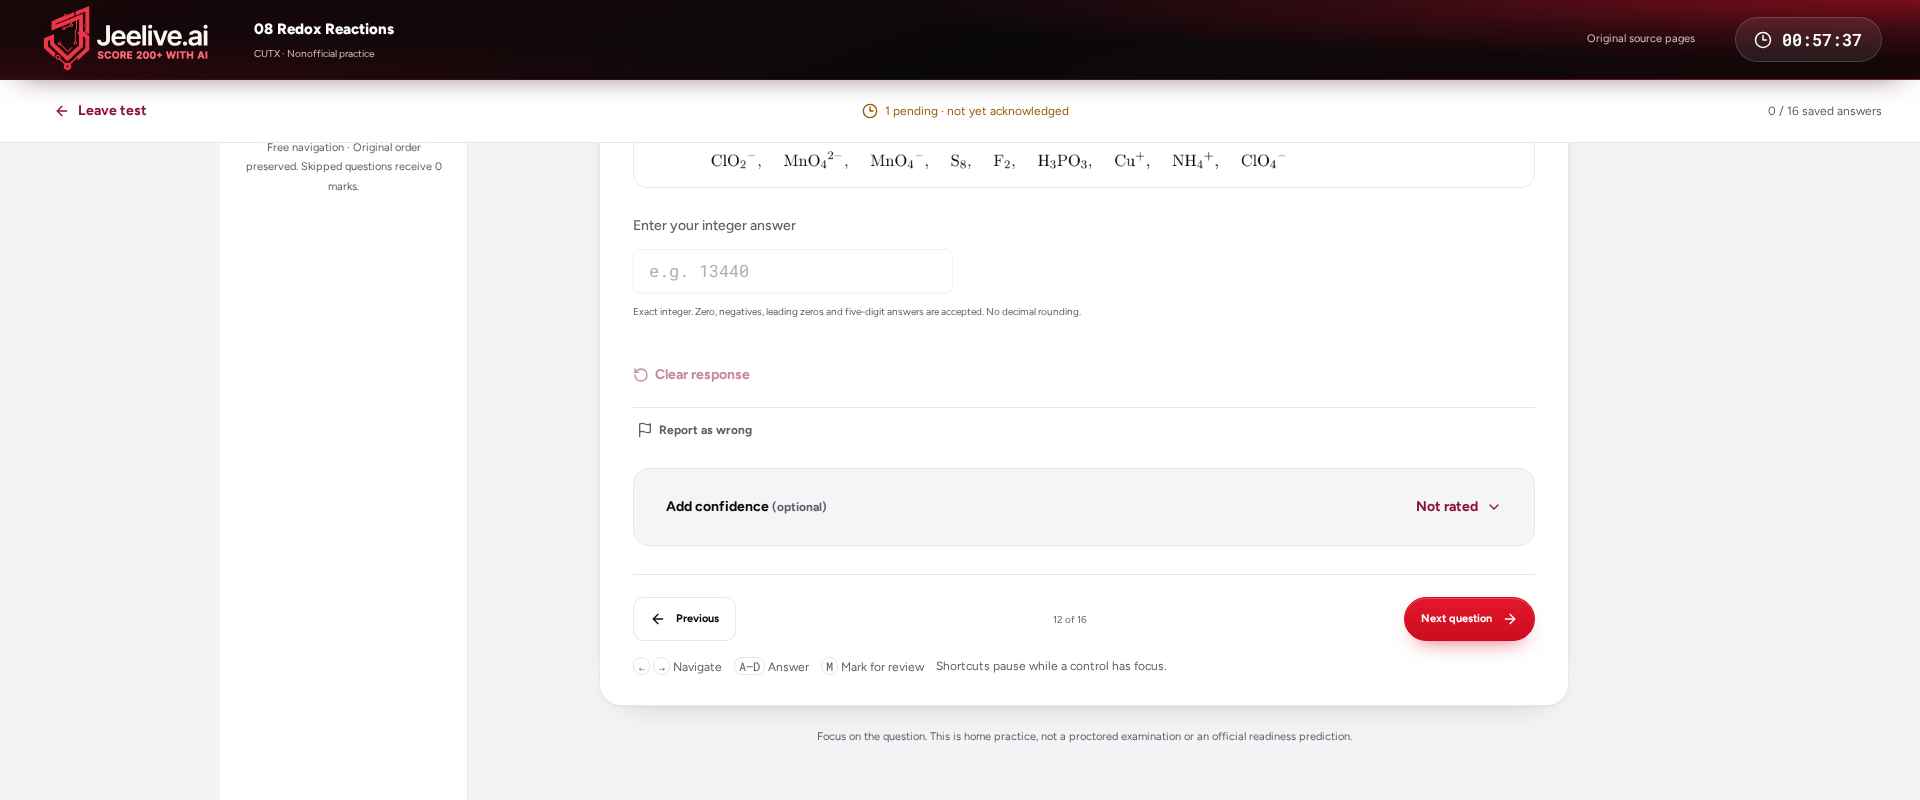 Jeelive.ai
SCORE 200+ WITH AI
08 Redox Reactions
CUTX · Nonofficial practice
Original source pages
00:57:37
Leave test
1 pending · not yet acknowledged
0 / 16 saved answers
Free navigation · Original order
preserved. Skipped questions receive 0
marks.
ClO₂⁻, MnO₄²⁻, MnO₄⁻, S₈, F₂, H₃PO₃, Cu⁺, NH₄⁺, ClO₄⁻
Enter your integer answer
e.g. 13440
Exact integer. Zero, negatives, leading zeros and five-digit answers are accepted. No decimal rounding.
Clear response
Report as wrong
Add confidence (optional)
Not rated
← Previous
12 of 16
Next question →
← → Navigate A–D Answer M Mark for review Shortcuts pause while a control has focus.
Focus on the question. This is home practice, not a proctored examination or an official readiness prediction.